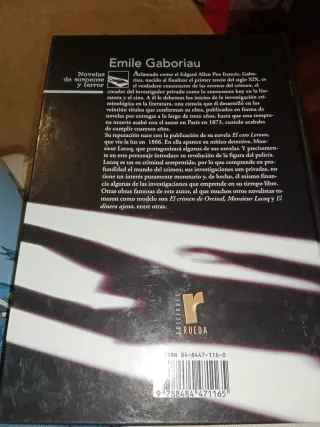 Emile Gaboriau
Novelas
de suspense
y terror
Aclamado como el Edgard Allan Poe francés, Gabo-
riau, nacido al finalizar el primer tercio del siglo XIX, es
el verdadero constructor de las escenas del crimen, el
creador del investigador privado como lo conocemos hoy en la litera-
tura y el cine. A él le debemos los inicios de la investigación cri-
minológica en la literatura, una ciencia que él desarrolló en los
veintiún títulos que conforman su obra, publicados en forma
de novelas por entregas a lo largo de trece años, hasta que una tempra-
na muerte acabó con el autor en París en 1873, cuando acababa
de cumplir cuarenta años.
Su reputación nace con la publicación de su novela El caso Lerouge,
que vio la luz en 1866. En ella aparece su mítico detective, Mon-
sieur Lecoq, que protagonizará algunas de sus novelas. Y precisamen-
te en este personaje introduce su revolución de la figura del policía.
Lecoq es un ex criminal arrepentido, por lo que comprende en pro-
fundidad el mundo del crimen; sus investigaciones son privadas, no
tiene un interés puramente monetario y, de hecho, él mismo finan-
cia algunas de las investigaciones que emprende en su tiempo libre.
Otras obras famosas de este autor, al que muchos otros novelistas to-
maron como modelo son El crimen de Orcival, Monsieur Lecoq y El
dinero ajeno, entre otras.
EDICIONES
r
RUEDA
ISBN 84-8447-116-0
9 788484 471165